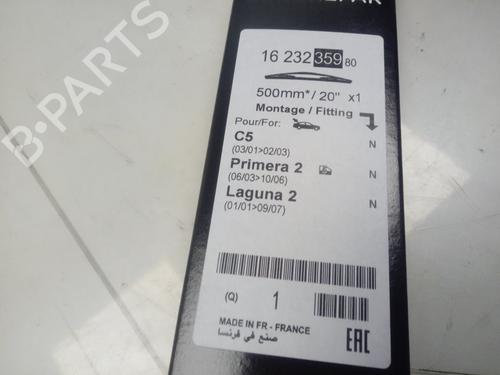 16 232 359 80
500mm*/ 20" x1
Montage / Fitting
Pour/For:
C5 N
(03/01>02/03)
Primera 2 N
(06/03>10/06)
Laguna 2 N
(01/01>09/07)
(Q) 1
MADE IN FR - FRANCE
صنع في فرنسا
EAC
B-PARTS